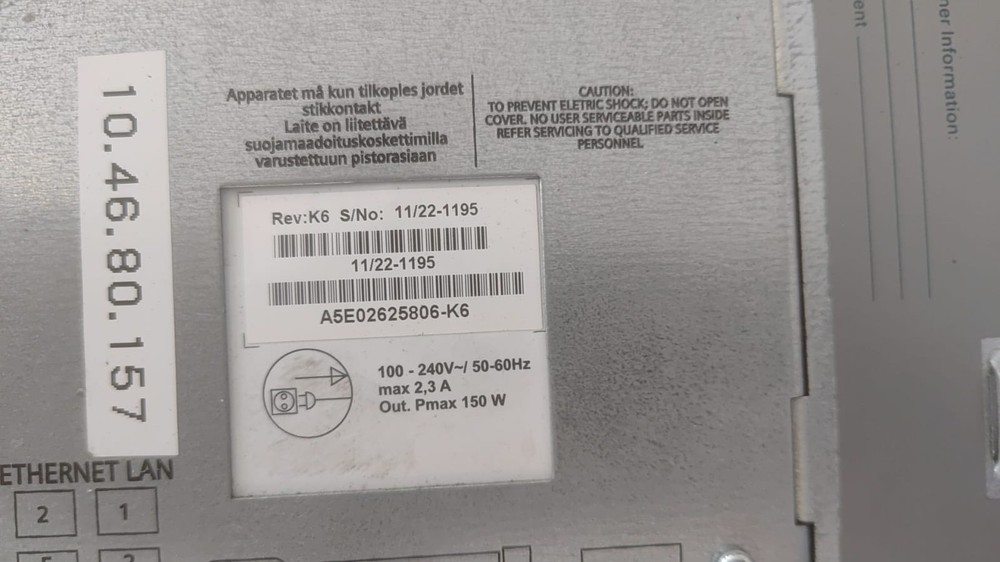 10.46.80.157
Apparatet må kun tilkoples jordet
stikkontakt
Laite on liitettävä
suojamaadoituskoskettimilla
varustettuun pistorasiaan
CAUTION:
TO PREVENT ELETRIC SHOCK; DO NOT OPEN
COVER. NO USER SERVICEABLE PARTS INSIDE
REFER SERVICING TO QUALIFIED SERVICE
PERSONNEL
Rev:K6 S/No: 11/22-1195
11/22-1195
A5E02625806-K6
100 - 240V~/ 50-60Hz
max 2,3 A
Out. Pmax 150 W
ETHERNET LAN
2 1
ner Information:
ent